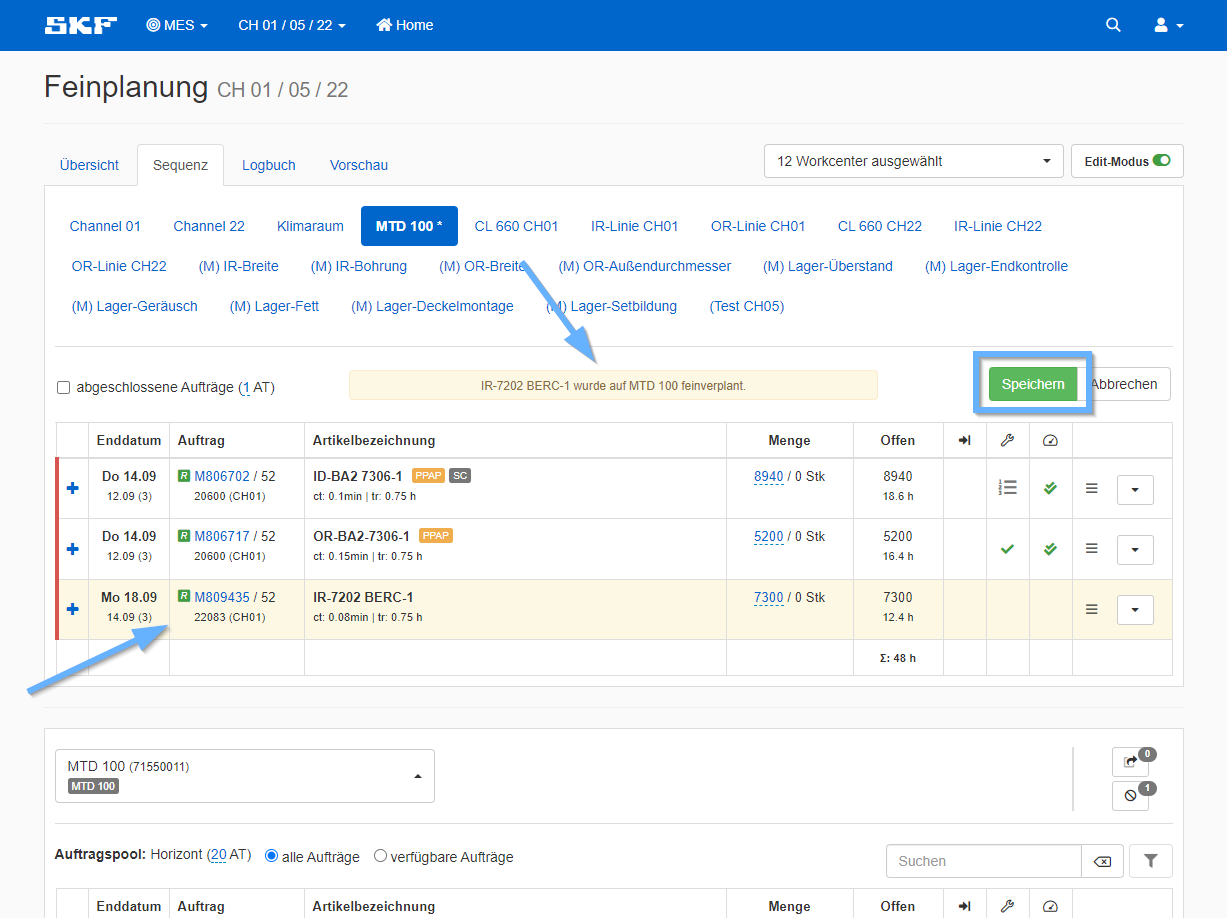 SKF MES CH 01 / 05 / 22 Home
Feinplanung CH 01 / 05 / 22
Übersicht Sequenz Logbuch Vorschau 12 Workcenter ausgewählt Edit-Modus
Channel 01 Channel 22 Klimaraum MTD 100 * CL 660 CH01 IR-Linie CH01 OR-Linie CH01 CL 660 CH22 IR-Linie CH22
OR-Linie CH22 (M) IR-Breite (M) IR-Bohrung (M) OR-Breite (M) OR-Außendurchmesser (M) Lager-Überstand (M) Lager-Endkontrolle
(M) Lager-Geräusch (M) Lager-Fett (M) Lager-Deckelmontage (M) Lager-Setbildung (Test CH05)
abgeschlossene Aufträge (1 AT) IR-7202 BERC-1 wurde auf MTD 100 feinverplant. Speichern Abbrechen
Enddatum Auftrag Artikelbezeichnung Menge Offen
Do 14.09 R M806702 / 52 ID-BA2 7306-1 PPAP SC 8940 / 0 Stk 8940
12.09 (3) 20600 (CH01) ct: 0.1min | tr: 0.75 h 18.6 h
Do 14.09 R M806717 / 52 OR-BA2-7306-1 PPAP 5200 / 0 Stk 5200
12.09 (3) 20600 (CH01) ct: 0.15min | tr: 0.75 h 16.4 h
Mo 18.09 R M809435 / 52 IR-7202 BERC-1 7300 / 0 Stk 7300
14.09 (3) 22083 (CH01) ct: 0.08min | tr: 0.75 h 12.4 h
Σ: 48 h
MTD 100 (71550011) 0
MTD 100 1
Auftragspool: Horizont (20 AT) alle Aufträge verfügbare Aufträge Suchen
Enddatum Auftrag Artikelbezeichnung Menge Offen